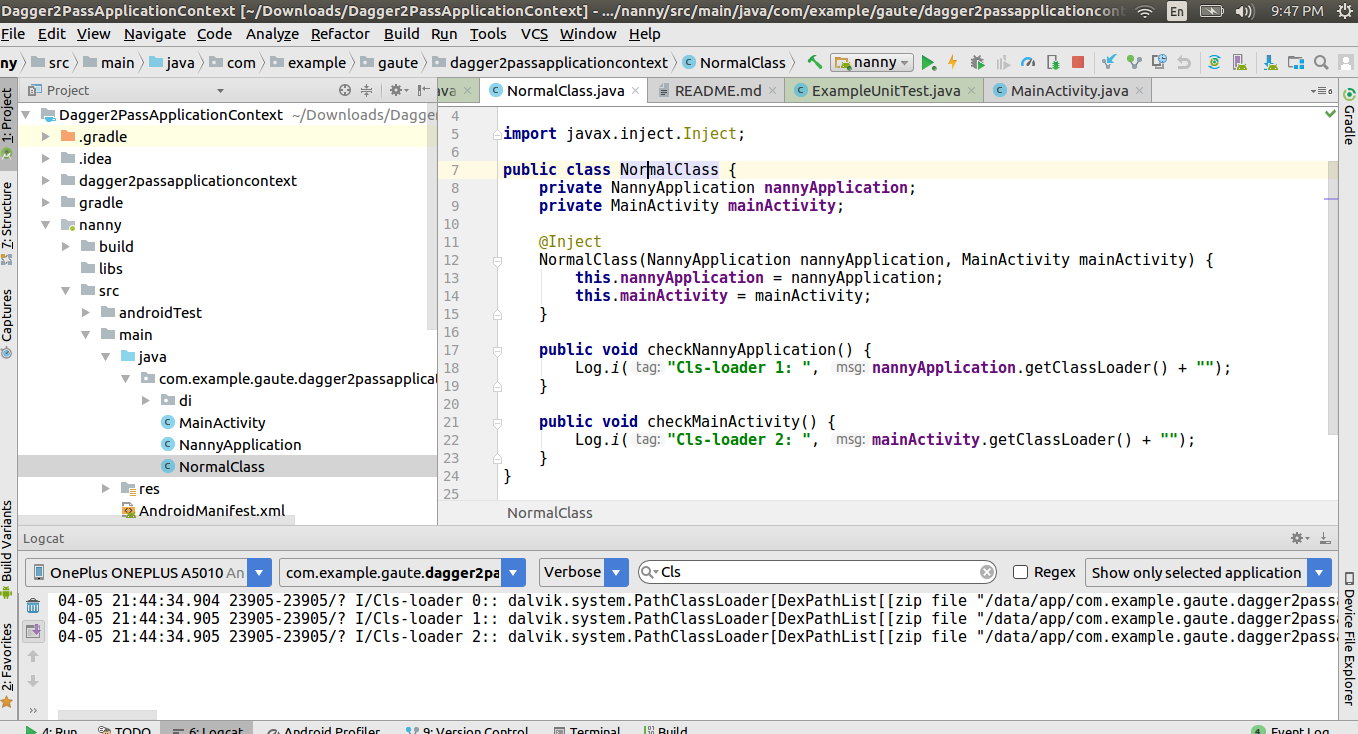 Dagger2PassApplicationContext [~/Downloads/Dagger2PassApplicationContext] - .../nanny/src/main/java/com/example/gaute/dagger2passapplicationcont En 9:47 PM
File Edit View Navigate Code Analyze Refactor Build Run Tools VCS Window Help
ny src main java com example gaute dagger2passapplicationcontext NormalClass nanny
Project
ava NormalClass.java README.md ExampleUnitTest.java MainActivity.java 6
1: Project
7: Structure
Captures
Build Variants
2: Favorites
Dagger2PassApplicationContext ~/Downloads/Dagger
.gradle
.idea
dagger2passapplicationcontext
gradle
nanny
build
libs
src
androidTest
main
java
com.example.gaute.dagger2passapplicat
di
MainActivity
NannyApplication
NormalClass
res
AndroidManifest.xml
4
5 import javax.inject.Inject;
6
7 public class NormalClass {
8 private NannyApplication nannyApplication;
9 private MainActivity mainActivity;
10
11 @Inject
12 NormalClass(NannyApplication nannyApplication, MainActivity mainActivity) {
13 this.nannyApplication = nannyApplication;
14 this.mainActivity = mainActivity;
15 }
16
17 public void checkNannyApplication() {
18 Log.i( tag: "Cls-loader 1: ", msg: nannyApplication.getClassLoader() + "");
19 }
20
21 public void checkMainActivity() {
22 Log.i( tag: "Cls-loader 2: ", msg: mainActivity.getClassLoader() + "");
23 }
24 }
25
NormalClass
Gradle
Device File Explorer
Logcat
OnePlus ONEPLUS A5010 An com.example.gaute.dagger2pa Verbose Cls Regex Show only selected application
04-05 21:44:34.904 23905-23905/? I/Cls-loader 0:: dalvik.system.PathClassLoader[DexPathList[[zip file "/data/app/com.example.gaute.dagger2passa
04-05 21:44:34.905 23905-23905/? I/Cls-loader 1:: dalvik.system.PathClassLoader[DexPathList[[zip file "/data/app/com.example.gaute.dagger2passa
04-05 21:44:34.905 23905-23905/? I/Cls-loader 2:: dalvik.system.PathClassLoader[DexPathList[[zip file "/data/app/com.example.gaute.dagger2passa
4: Run TODO 6: Logcat Android Profiler 9: Version Control Terminal Build 4 Event Log